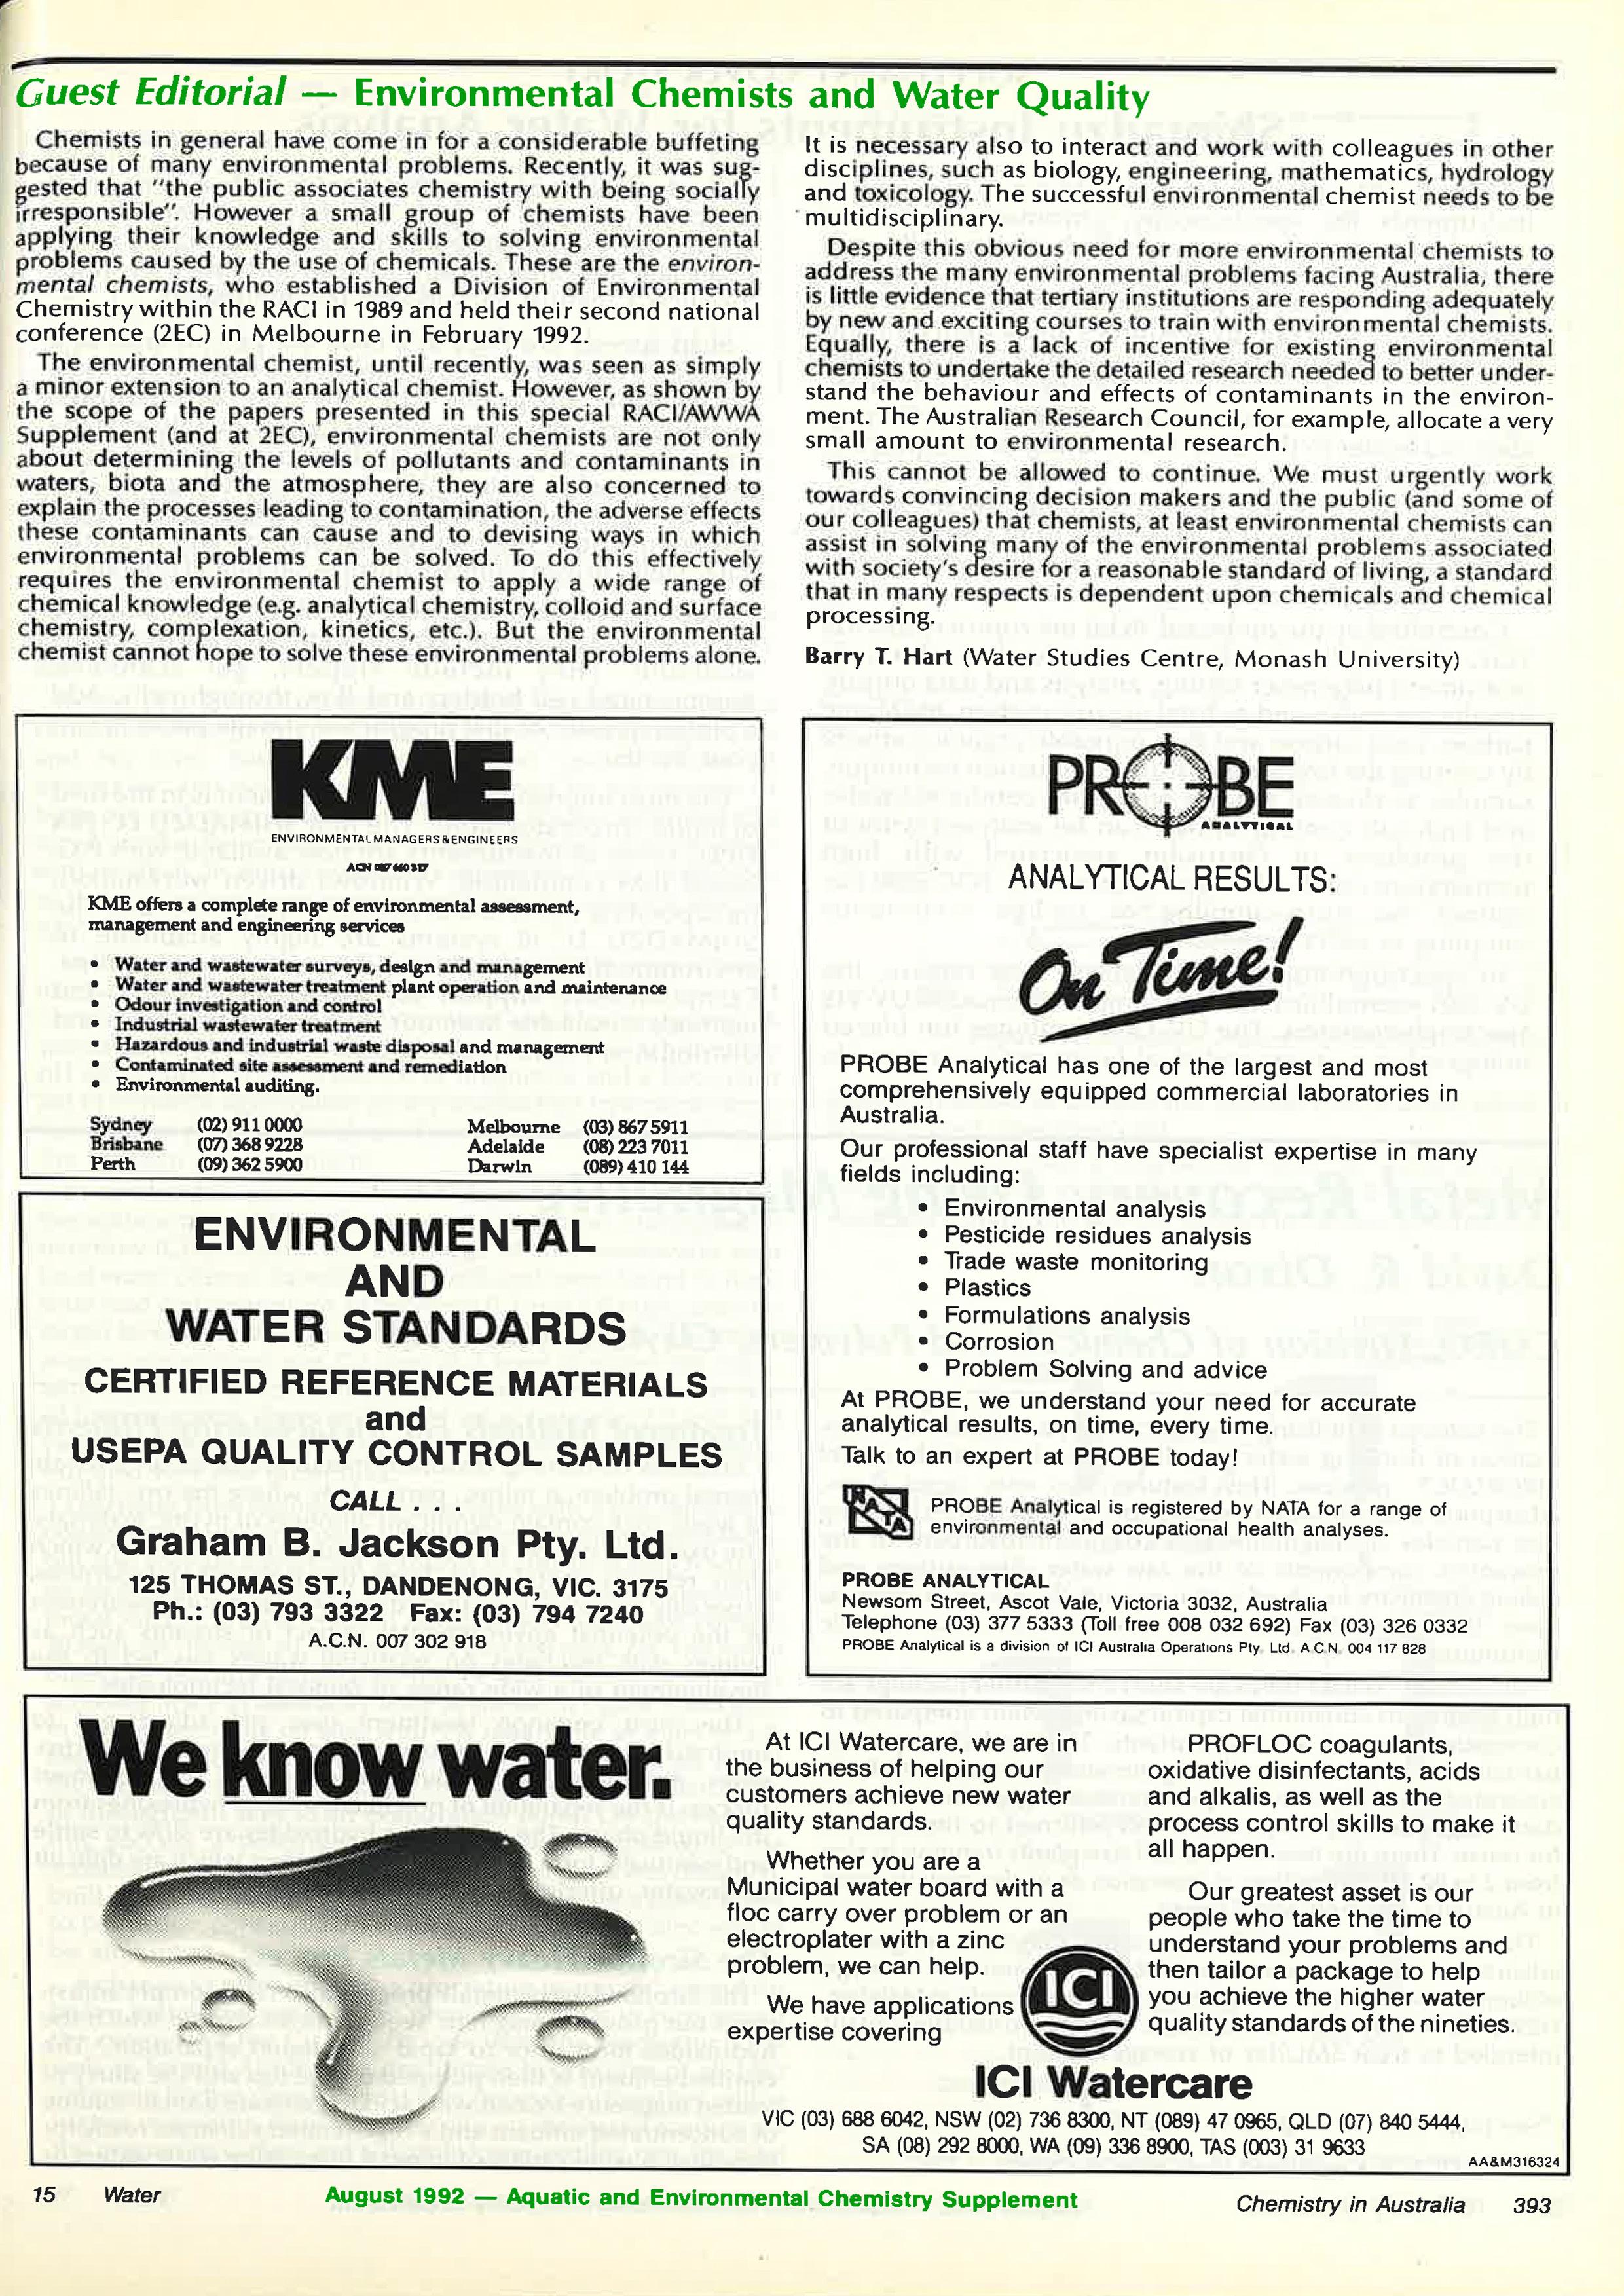 Guest Editorial — Environmental Chemists and Water Quality
Chemists in general have come in for a considerable buffeting
because of many environmental problems. Recently, it was sug-
gested that "the public associates chemistry with being socially
irresponsible". However a small group of chemists have been
applying their knowledge and skills to solving environmental
problems caused by the use of chemicals. These are the environ-
mental chemists, who established a Division of Environmental
Chemistry within the RACI in 1989 and held their second national
conference (2EC) in Melbourne in February 1992.
The environmental chemist, until recently, was seen as simply
a minor extension to an analytical chemist. However, as shown by
the scope of the papers presented in this special RACI/AWWA
Supplement (and at 2EC), environmental chemists are not only
about determining the levels of pollutants and contaminants in
waters, biota and the atmosphere, they are also concerned to
explain the processes leading to contamination, the adverse effects
these contaminants can cause and to devising ways in which
environmental problems can be solved. To do this effectively
requires the environmental chemist to apply a wide range of
chemical knowledge (e.g. analytical chemistry, colloid and surface
chemistry, complexation, kinetics, etc.). But the environmental
chemist cannot hope to solve these environmental problems alone.
It is necessary also to interact and work with colleagues in other
disciplines, such as biology, engineering, mathematics, hydrology
and toxicology. The successful environmental chemist needs to be
multidisciplinary.
Despite this obvious need for more environmental chemists to
address the many environmental problems facing Australia, there
is little evidence that tertiary institutions are responding adequately
by new and exciting courses to train with environmental chemists.
Equally, there is a lack of incentive for existing environmental
chemists to undertake the detailed research needed to better under-
stand the behaviour and effects of contaminants in the environ-
ment. The Australian Research Council, for example, allocate a very
small amount to environmental research.
This cannot be allowed to continue. We must urgently work
towards convincing decision makers and the public (and some of
our colleagues) that chemists, at least environmental chemists can
assist in solving many of the environmental problems associated
with society's desire for a reasonable standard of living, a standard
that in many respects is dependent upon chemicals and chemical
processing.
Barry T. Hart (Water Studies Centre, Monash University)
KME
ENVIRONMENTAL MANAGERS & ENGINEERS
ACN 007 660 317
KME offers a complete range of environmental assessment,
management and engineering services
• Water and wastewater surveys, design and management
• Water and wastewater treatment plant operation and maintenance
• Odour investigation and control
• Industrial wastewater treatment
• Hazardous and industrial waste disposal and management
• Contaminated site assessment and remediation
• Environmental auditing.
Sydney (02) 911 0000 Melbourne (03) 867 5911
Brisbane (07) 368 9228 Adelaide (08) 223 7011
Perth (09) 362 5900 Darwin (089) 410 144
ENVIRONMENTAL
AND
WATER STANDARDS
CERTIFIED REFERENCE MATERIALS
and
USEPA QUALITY CONTROL SAMPLES
CALL . . .
Graham B. Jackson Pty. Ltd.
125 THOMAS ST., DANDENONG, VIC. 3175
Ph.: (03) 793 3322 Fax: (03) 794 7240
A.C.N. 007 302 918
PROBE
ANALYTICAL
ANALYTICAL RESULTS:
On Time!
PROBE Analytical has one of the largest and most
comprehensively equipped commercial laboratories in
Australia.
Our professional staff have specialist expertise in many
fields including:
• Environmental analysis
• Pesticide residues analysis
• Trade waste monitoring
• Plastics
• Formulations analysis
• Corrosion
• Problem Solving and advice
At PROBE, we understand your need for accurate
analytical results, on time, every time.
Talk to an expert at PROBE today!
NATA
PROBE Analytical is registered by NATA for a range of
environmental and occupational health analyses.
PROBE ANALYTICAL
Newsom Street, Ascot Vale, Victoria 3032, Australia
Telephone (03) 377 5333 (Toll free 008 032 692) Fax (03) 326 0332
PROBE Analytical is a division of ICI Australia Operations Pty. Ltd. A.C.N. 004 117 828
We know water.
At ICI Watercare, we are in
the business of helping our
customers achieve new water
quality standards.
Whether you are a
Municipal water board with a
floc carry over problem or an
electroplater with a zinc
problem, we can help.
We have applications
expertise covering
PROFLOC coagulants,
oxidative disinfectants, acids
and alkalis, as well as the
process control skills to make it
all happen.
Our greatest asset is our
people who take the time to
understand your problems and
then tailor a package to help
you achieve the higher water
quality standards of the nineties.
ICI
ICI Watercare
VIC (03) 688 6042, NSW (02) 736 8300, NT (089) 47 0965, QLD (07) 840 5444,
SA (08) 292 8000, WA (09) 336 8900, TAS (003) 31 9633
AA&M316324
15 Water August 1992 — Aquatic and Environmental Chemistry Supplement Chemistry in Australia 393